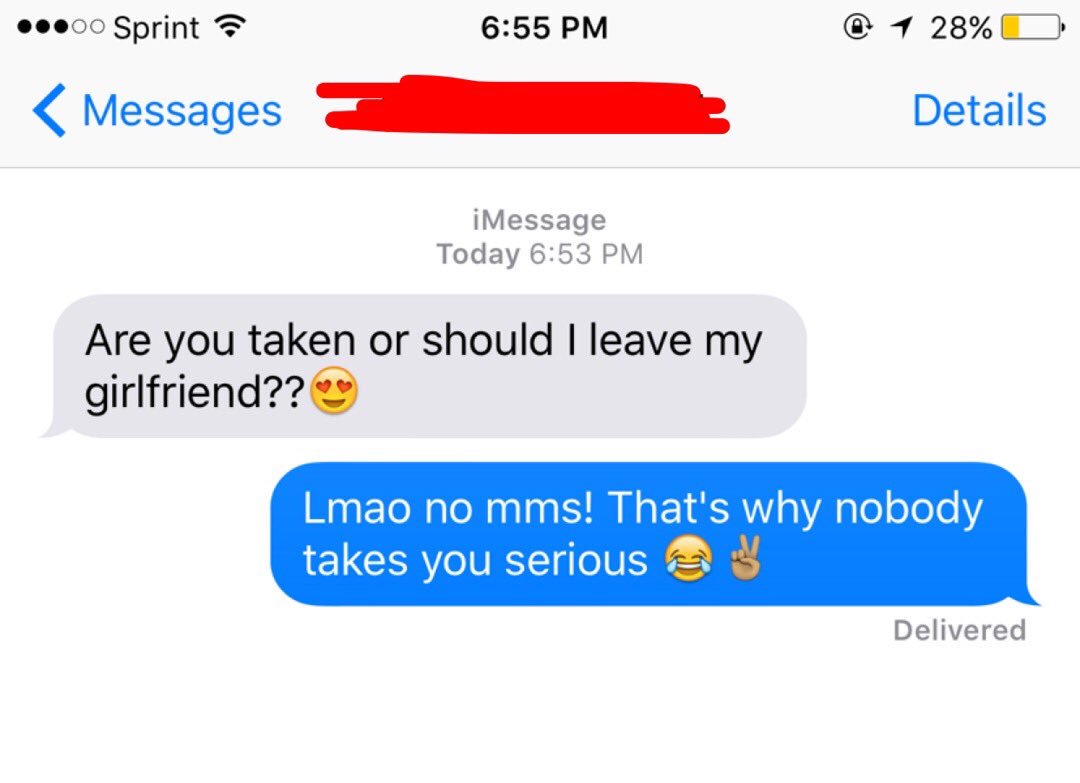 Sprint 6:55 PM 28%
Messages Details
iMessage
Today 6:53 PM
Are you taken or should I leave my
girlfriend??😍
Lmao no mms! That's why nobody
takes you serious 😂 ✌🏽
Delivered